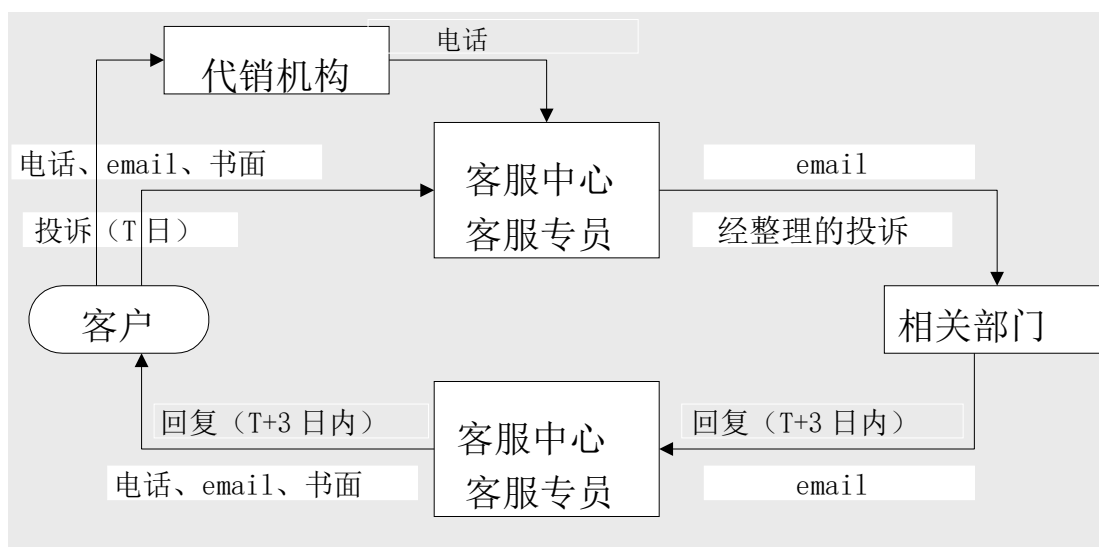 电话
代销机构
电话、email、书面
客服中心
客服专员
email
投诉（T日）
经整理的投诉
客户
相关部门
回复（T+3 日内）
客服中心
客服专员
回复（T+3 日内）
电话、email、书面
email